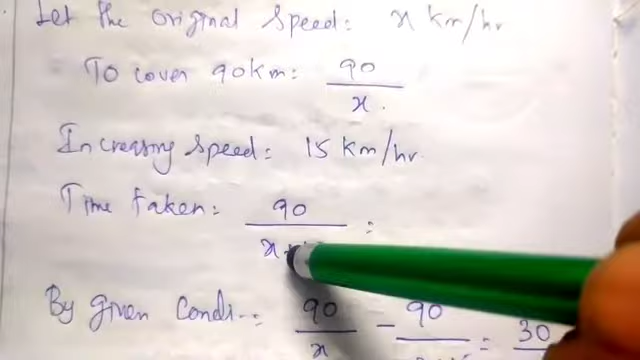 Let the original speed: x km/hr
To cover 90km: 90/x.
Increasing speed: 15 km/hr.
Time taken: 90/x+ :
By given Condi..: 90/x - 90/ = 30/